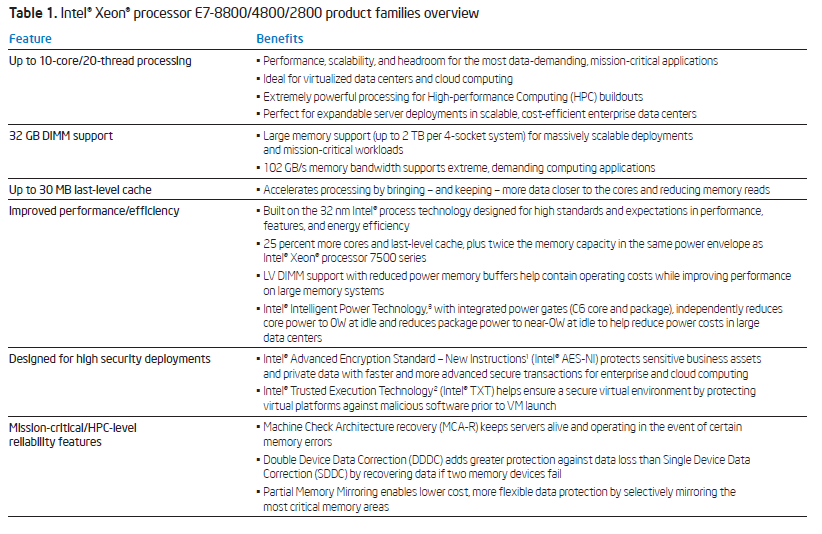 Table 1. Intel® Xeon® processor E7-8800/4800/2800 product families overview
Feature
Benefits
Up to 10-core/20-thread processing
▪ Performance, scalability, and headroom for the most data-demanding, mission-critical applications
▪ Ideal for virtualized data centers and cloud computing
▪ Extremely powerful processing for High-performance Computing (HPC) buildouts
▪ Perfect for expandable server deployments in scalable, cost-efficient enterprise data centers
32 GB DIMM support
▪ Large memory support (up to 2 TB per 4-socket system) for massively scalable deployments
and mission-critical workloads
▪ 102 GB/s memory bandwidth supports extreme, demanding computing applications
Up to 30 MB last-level cache
▪ Accelerates processing by bringing – and keeping – more data closer to the cores and reducing memory reads
Improved performance/efficiency
▪ Built on the 32 nm Intel® process technology designed for high standards and expectations in performance,
features, and energy efficiency
▪ 25 percent more cores and last-level cache, plus twice the memory capacity in the same power envelope as
Intel® Xeon® processor 7500 series
▪ LV DIMM support with reduced power memory buffers help contain operating costs while improving performance
on large memory systems
▪ Intel® Intelligent Power Technology,³ with integrated power gates (C6 core and package), independently reduces
core power to 0W at idle and reduces package power to near-0W at idle to help reduce power costs in large
data centers
Designed for high security deployments
▪ Intel® Advanced Encryption Standard – New Instructions¹ (Intel® AES-NI) protects sensitive business assets
and private data with faster and more advanced secure transactions for enterprise and cloud computing
▪ Intel® Trusted Execution Technology² (Intel® TXT) helps ensure a secure virtual environment by protecting
virtual platforms against malicious software prior to VM launch
Mission-critical/HPC-level
reliability features
▪ Machine Check Architecture recovery (MCA-R) keeps servers alive and operating in the event of certain
memory errors
▪ Double Device Data Correction (DDDC) adds greater protection against data loss than Single Device Data
Correction (SDDC) by recovering data if two memory devices fail
▪ Partial Memory Mirroring enables lower cost, more flexible data protection by selectively mirroring the
most critical memory areas